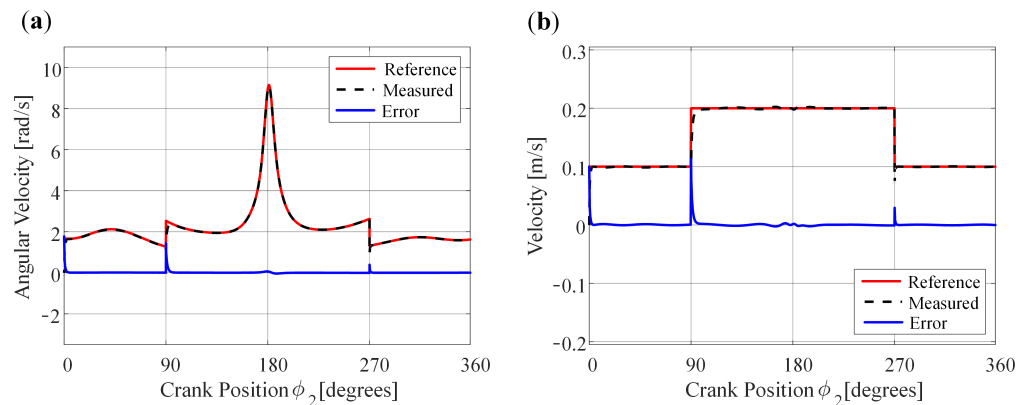 (a)
Angular Velocity [rad/s]
10
8
6
4
2
0
−2
Reference
Measured
Error
0 90 180 270 360
Crank Position ϕ2 [degrees]
(b)
Velocity [m/s]
0.3
0.2
0.1
0
−0.1
−0.2
Reference
Measured
Error
0 90 180 270 360
Crank Position ϕ2 [degrees]